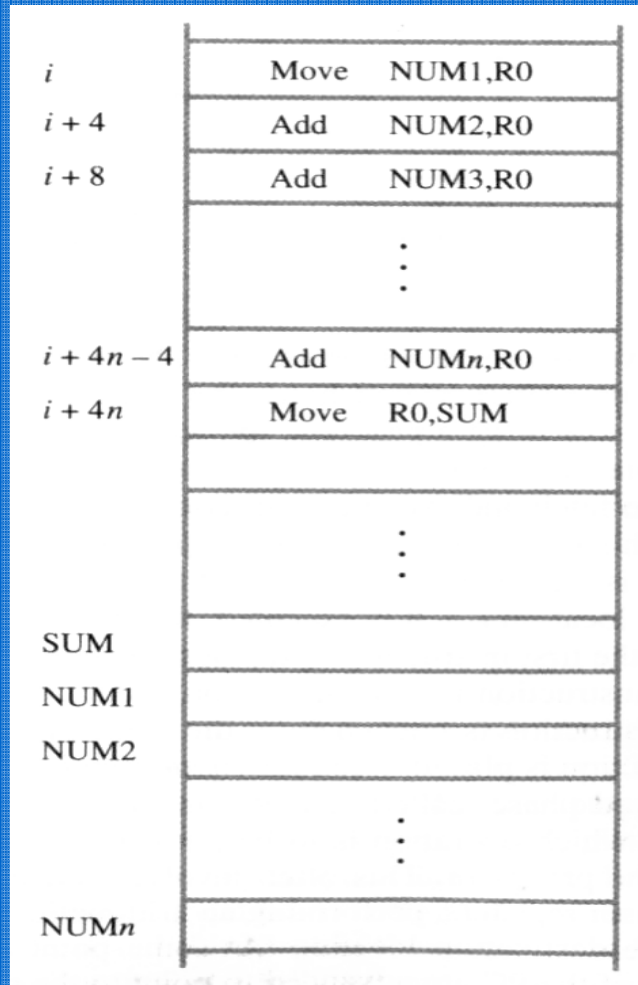 i Move NUM1,R0
i + 4 Add NUM2,R0
i + 8 Add NUM3,R0
i + 4n – 4 Add NUMn,R0
i + 4n Move R0,SUM
SUM
NUM1
NUM2
NUMn